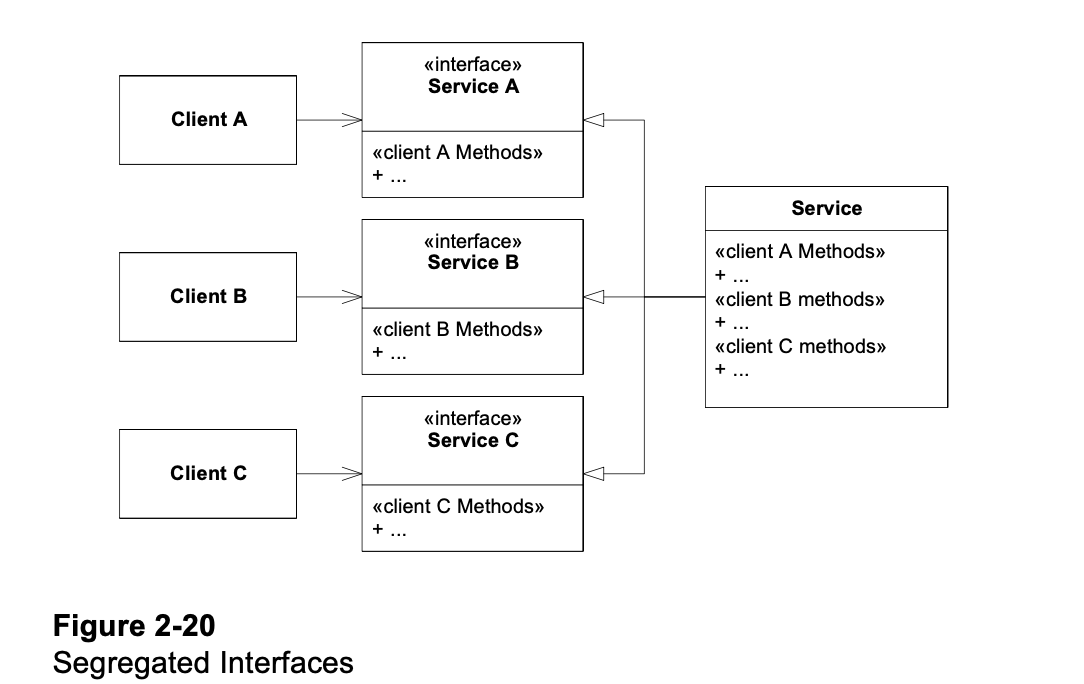 Client A
«interface»
Service A
«client A Methods»
+ ...
Client B
«interface»
Service B
«client B Methods»
+ ...
Client C
«interface»
Service C
«client C Methods»
+ ...
Service
«client A Methods»
+ ...
«client B methods»
+ ...
«client C methods»
+ ...
Figure 2-20
Segregated Interfaces